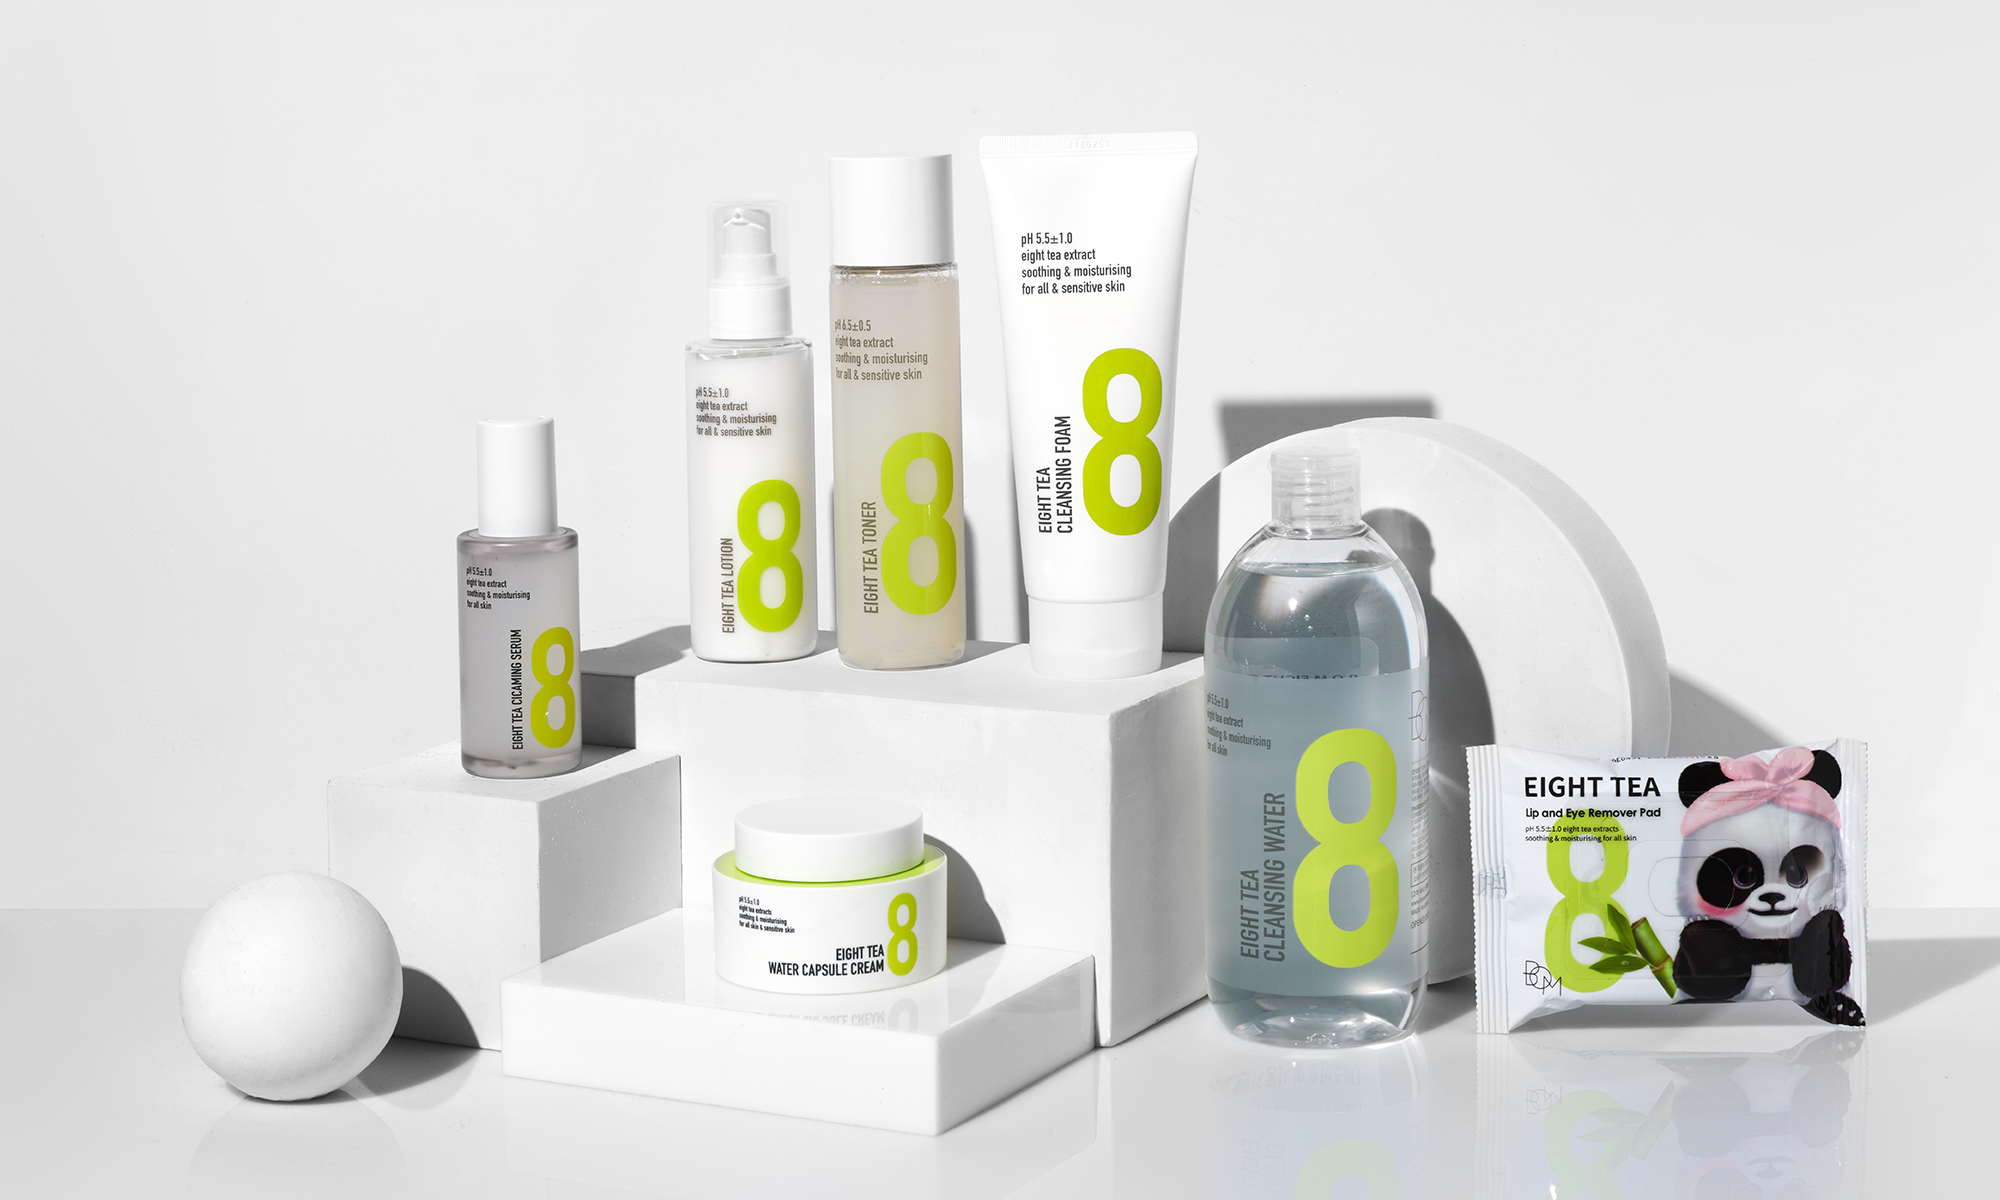 pH 5.5±1.0
eight tea extract
soothing & moisturising
for all skin
EIGHT TEA CICAMING SERUM
8
pH 5.5±1.0
eight tea extract
soothing & moisturising
for all & sensitive skin
EIGHT TEA LOTION
8
pH 6.5±0.5
eight tea extract
soothing & moisturising
for all & sensitive skin
EIGHT TEA TONER
8
pH 5.5±1.0
eight tea extract
soothing & moisturising
for all & sensitive skin
EIGHT TEA
CLEANSING FOAM
8
pH 5.5±1.0
eight tea extracts
soothing & moisturising
for all skin & sensitive skin
EIGHT TEA
WATER CAPSULE CREAM
8
pH 5.5±1.0
eight tea extract
soothing & moisturising
for all skin
EIGHT TEA
CLEANSING WATER
8
EIGHT TEA
Lip and Eye Remover Pad
pH 5.5±1.0 eight tea extracts
soothing & moisturising for all skin
8
BOM